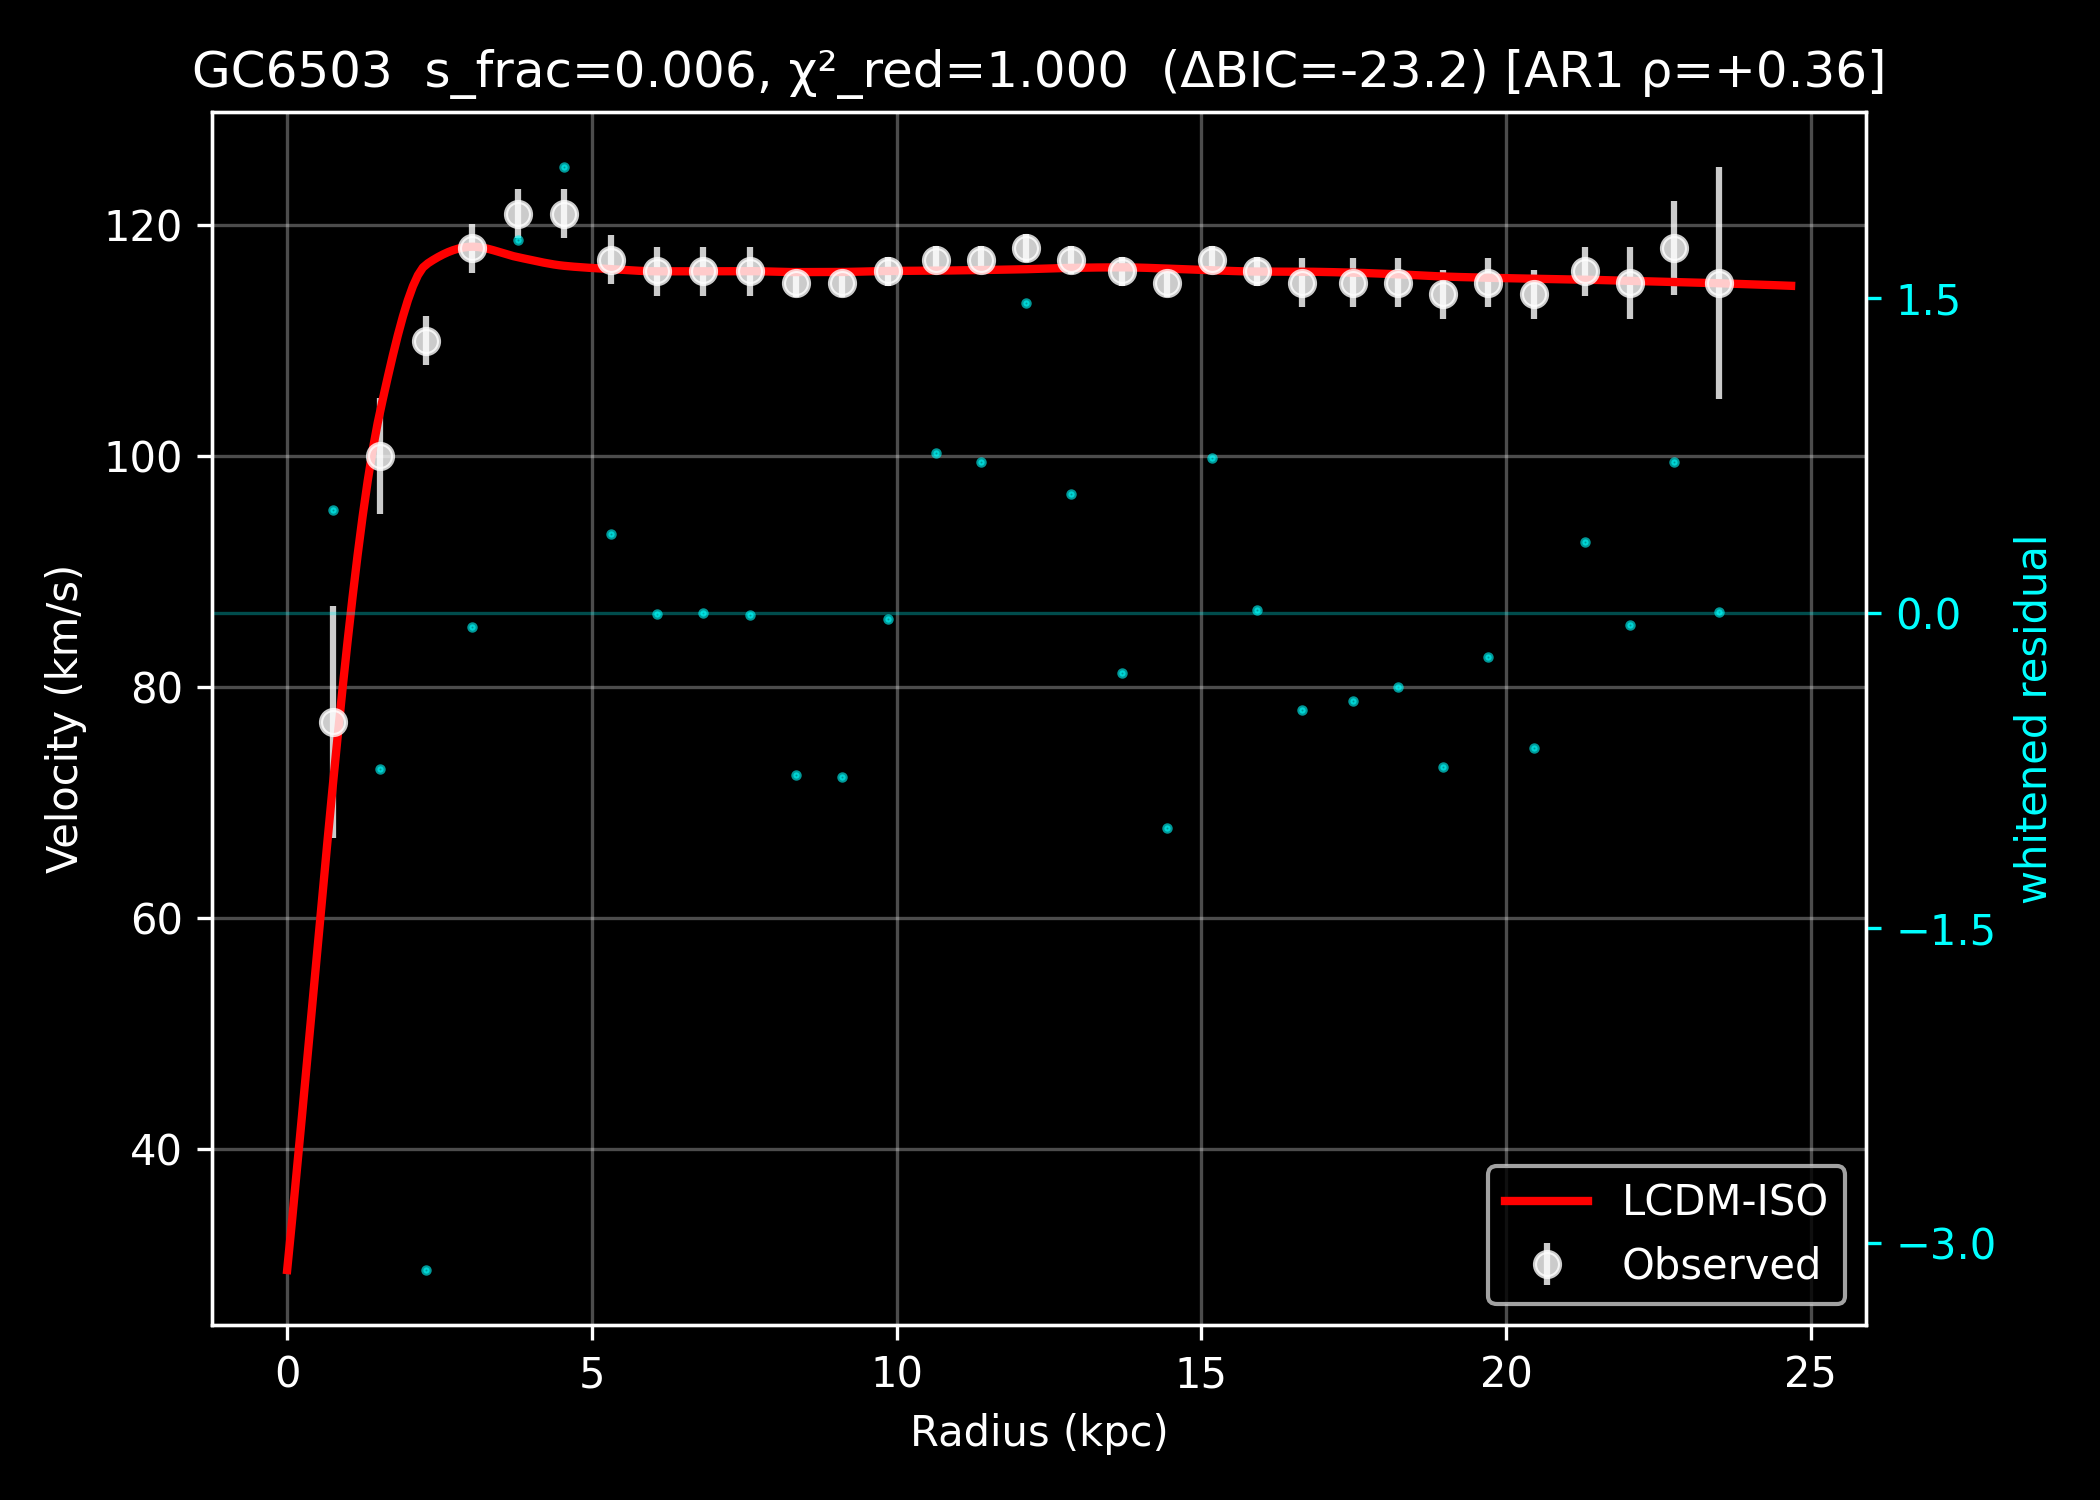 GC6503  s_frac=0.006, χ²_red=1.000  (ΔBIC=-23.2) [AR1 ρ=+0.36]
120
100
80
60
40
Velocity (km/s)
1.5
0.0
−1.5
−3.0
whitened residual
LCDM-ISO
Observed
0 5 10 15 20 25
Radius (kpc)